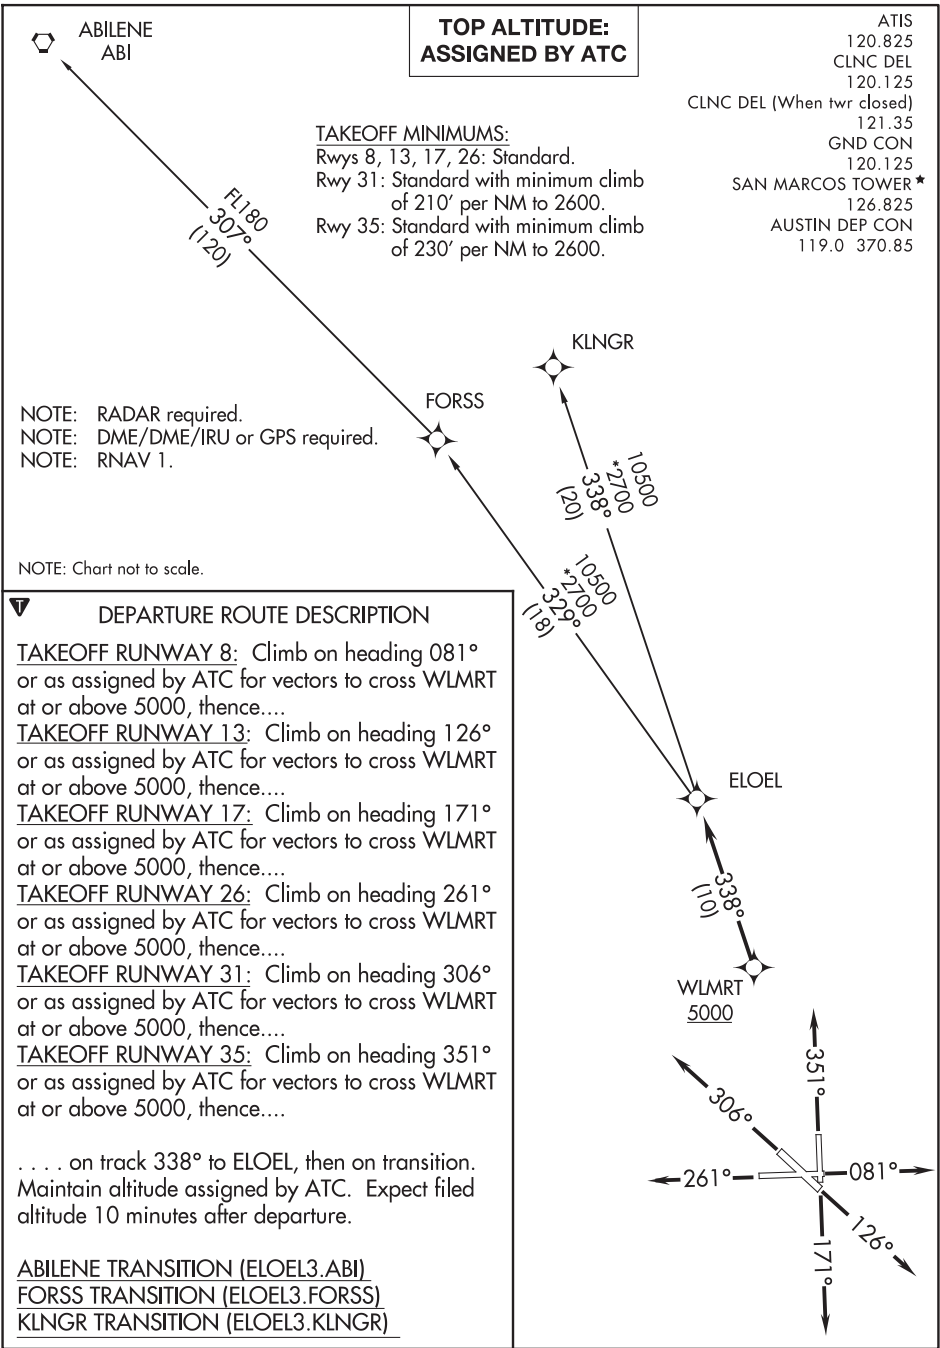 ABILENE
ABI
TOP ALTITUDE:
ASSIGNED BY ATC
ATIS
120.825
CLNC DEL
120.125
CLNC DEL (When twr closed)
121.35
GND CON
120.125
SAN MARCOS TOWER★
126.825
AUSTIN DEP CON
119.0 370.85
TAKEOFF MINIMUMS:
Rwys 8, 13, 17, 26: Standard.
Rwy 31: Standard with minimum climb
of 210' per NM to 2600.
Rwy 35: Standard with minimum climb
of 230' per NM to 2600.
FL180
307°
(120)
KLNGR
FORSS
NOTE: RADAR required.
NOTE: DME/DME/IRU or GPS required.
NOTE: RNAV 1.
10500
*2700
338°
(20)
10500
*2700
329°
(18)
NOTE: Chart not to scale.
T
DEPARTURE ROUTE DESCRIPTION
TAKEOFF RUNWAY 8: Climb on heading 081°
or as assigned by ATC for vectors to cross WLMRT
at or above 5000, thence....
TAKEOFF RUNWAY 13: Climb on heading 126°
or as assigned by ATC for vectors to cross WLMRT
at or above 5000, thence....
TAKEOFF RUNWAY 17: Climb on heading 171°
or as assigned by ATC for vectors to cross WLMRT
at or above 5000, thence....
TAKEOFF RUNWAY 26: Climb on heading 261°
or as assigned by ATC for vectors to cross WLMRT
at or above 5000, thence....
TAKEOFF RUNWAY 31: Climb on heading 306°
or as assigned by ATC for vectors to cross WLMRT
at or above 5000, thence....
TAKEOFF RUNWAY 35: Climb on heading 351°
or as assigned by ATC for vectors to cross WLMRT
at or above 5000, thence....
. . . . on track 338° to ELOEL, then on transition.
Maintain altitude assigned by ATC. Expect filed
altitude 10 minutes after departure.
ABILENE TRANSITION (ELOEL3.ABI)
FORSS TRANSITION (ELOEL3.FORSS)
KLNGR TRANSITION (ELOEL3.KLNGR)
ELOEL
338°
(10)
WLMRT
5000
351°
306°
261°
081°
126°
171°